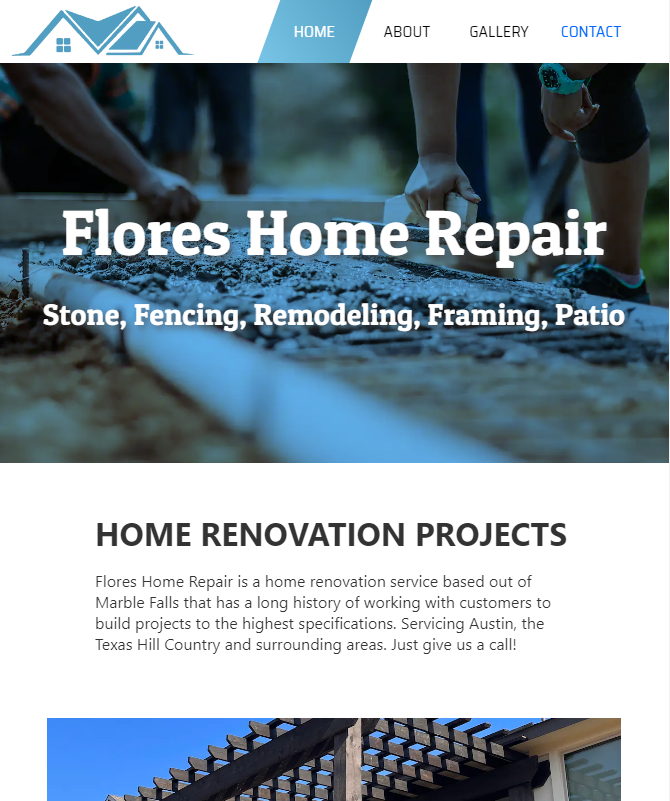 HOME ABOUT GALLERY CONTACT
Flores Home Repair
Stone, Fencing, Remodeling, Framing, Patio
HOME RENOVATION PROJECTS
Flores Home Repair is a home renovation service based out of
Marble Falls that has a long history of working with customers to
build projects to the highest specifications. Servicing Austin, the
Texas Hill Country and surrounding areas. Just give us a call!